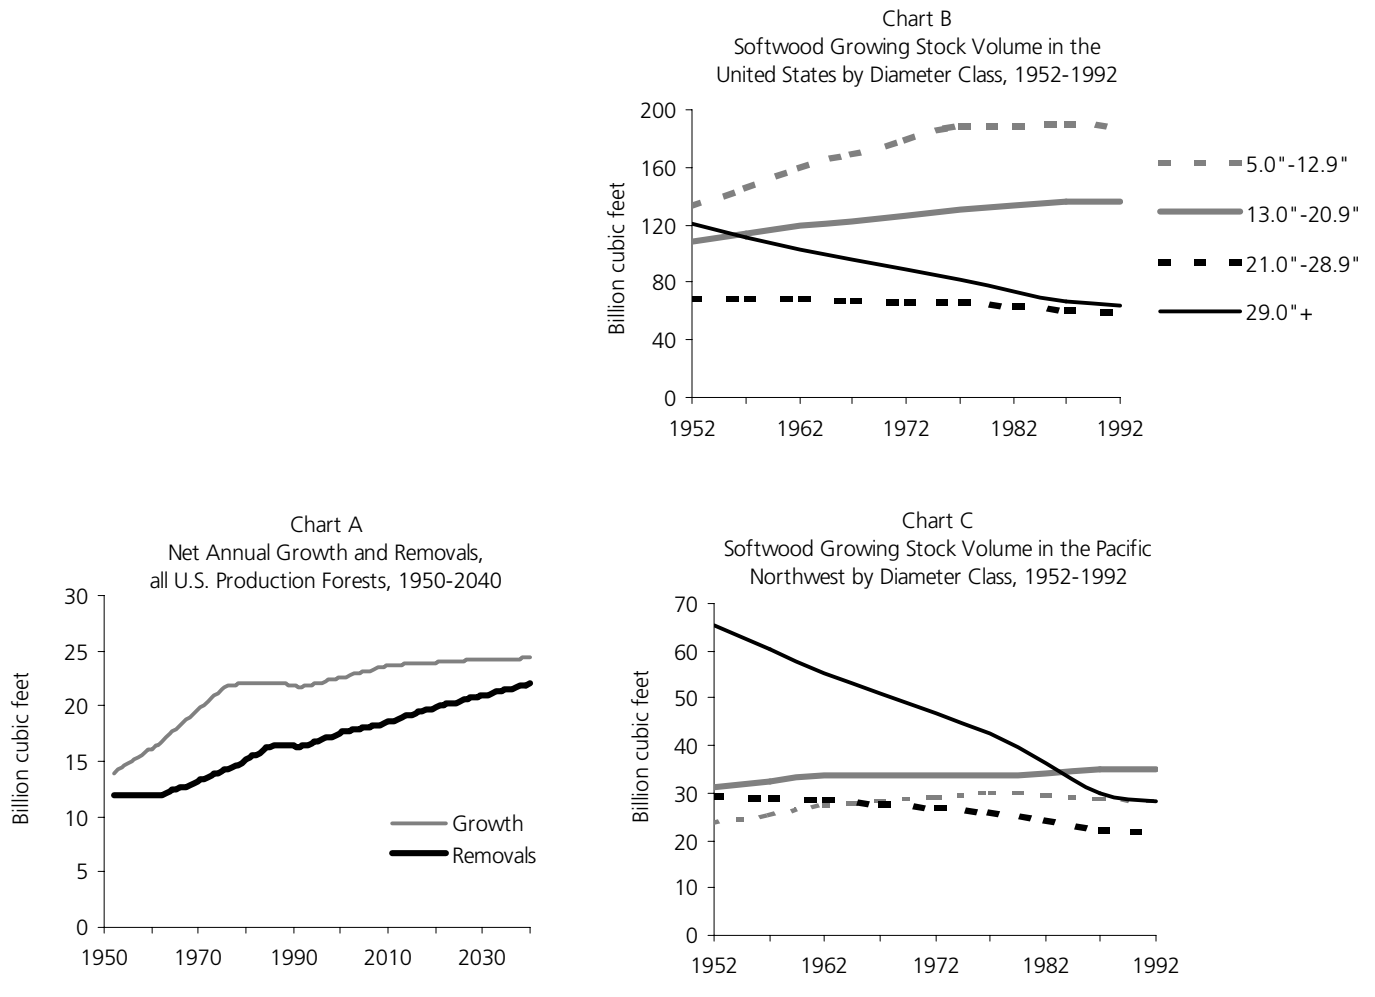 Chart B
Softwood Growing Stock Volume in the
United States by Diameter Class, 1952-1992
Billion cubic feet
200
160
120
80
40
0
1952 1962 1972 1982 1992
5.0"-12.9"
13.0"-20.9"
21.0"-28.9"
29.0"+
Chart A
Net Annual Growth and Removals,
all U.S. Production Forests, 1950-2040
Billion cubic feet
30
25
20
15
10
5
0
1950 1970 1990 2010 2030
Growth
Removals
Chart C
Softwood Growing Stock Volume in the Pacific
Northwest by Diameter Class, 1952-1992
Billion cubic feet
70
60
50
40
30
20
10
0
1952 1962 1972 1982 1992